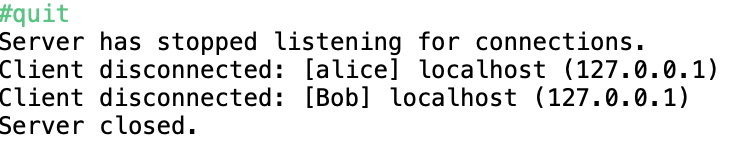 #quit
Server has stopped listening for connections.
Client disconnected: [alice] localhost (127.0.0.1)
Client disconnected: [Bob] localhost (127.0.0.1)
Server closed.